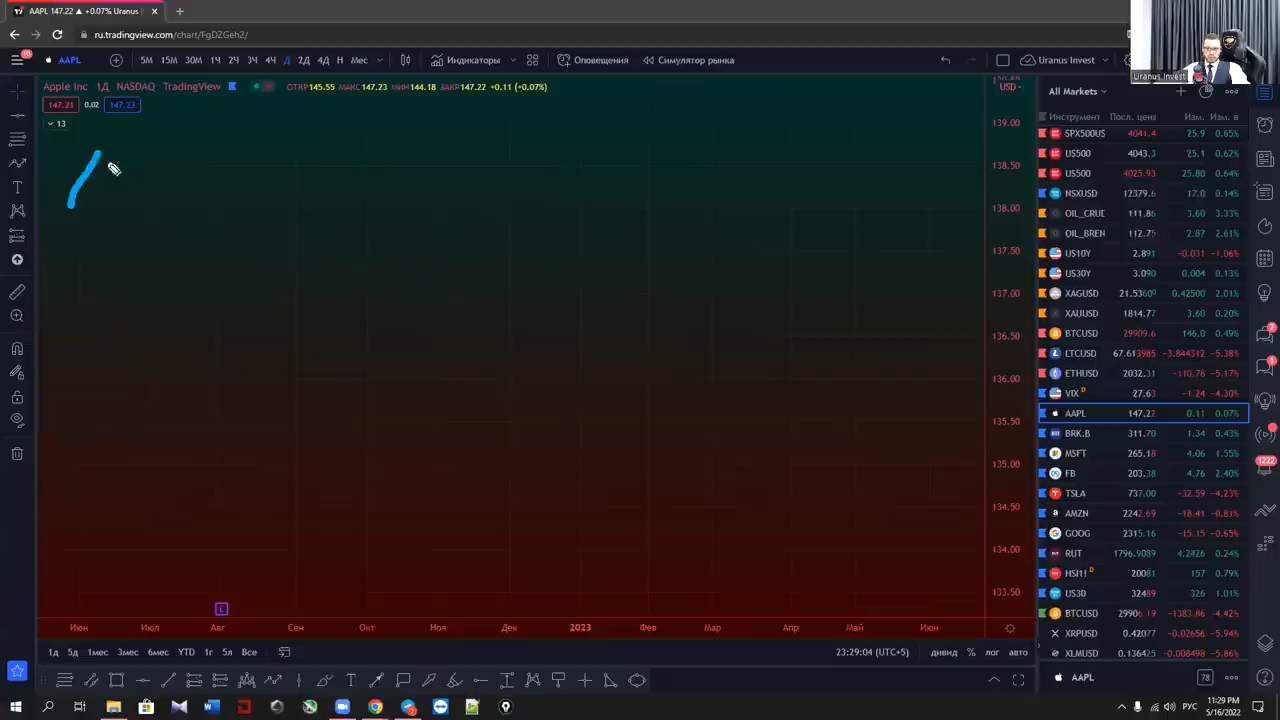 AAPL 147.22 ▲ +0.07% Uranus I
ru.tradingview.com/chart/FgDZGeh2/
10
AAPL
5М 15М 30М 1Ч 2Ч 3Ч 4Ч Д 2Д 4Д Н Мес
Индикаторы
Оповещения
Симулятор рынка
Uranus Invest
Uranus Invest
Apple Inc 1Д NASDAQ TradingView
ОТКР145.55 МАКС147.23 МИН144.18 ЗАКР147.22 +0.11 (+0.07%)
USD
147.21 0.02 147.23
13
139.00
138.50
138.00
137.50
137.00
136.50
136.00
135.50
135.00
134.50
134.00
133.50
E
Июн Июл Авг Сен Окт Ноя Дек 2023 Фев Мар Апр Май Июн
1д 5д 1мес 3мес 6мес YTD 1г 5л Все
23:29:04 (UTC+5) дивид % лог авто
All Markets
Инструмент Посл. цена Изм. Изм. в
SPX500US 4041.4 25.9 0.65%
US500 4043.3 25.1 0.62%
US500 4025.93 25.80 0.64%
NSXUSD 12379.6 17.0 0.14%
OIL_CRUD 111.86 3.60 3.33%
OIL_BREN 112.75 2.87 2.61%
US10Y 2.891 -0.031 -1.06%
US30Y 3.090 0.004 0.13%
XAGUSD 21.5360 0.42500 2.01%
XAUUSD 1814.77 3.60 0.20%
BTCUSD 29909.6 146.0 0.49%
LTCUSD 67.613985 -3.844312 -5.38%
ETHUSD 2032.31 -110.78 -5.17%
VIX D 27.63 -1.24 -4.30%
AAPL 147.22 0.11 0.07%
BRK.B 311.70 1.34 0.43%
MSFT 265.18 4.06 1.55%
FB 203.38 4.76 2.40%
TSLA 737.00 -32.59 -4.23%
AMZN 2242.69 -18.41 -0.81%
GOOG 2315.16 -15.15 -0.65%
RUT 1796.9089 4.2426 0.24%
HSI1! D 20081 157 0.79%
US30 32489 326 1.01%
BTCUSD 29906.19 -1383.86 -4.42%
XRPUSD 0.42077 -0.02656 -5.94%
XLMUSD 0.136425 -0.008498 -5.86%
AAPL 78
2
3
1222
РУС
11:29 PM
5/16/2022